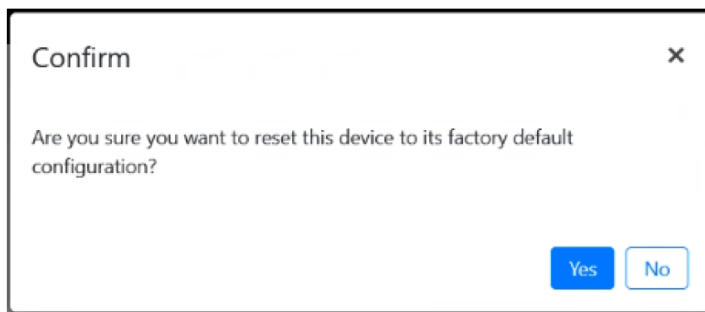 Confirm
Are you sure you want to reset this device to its factory default
configuration?
Yes No